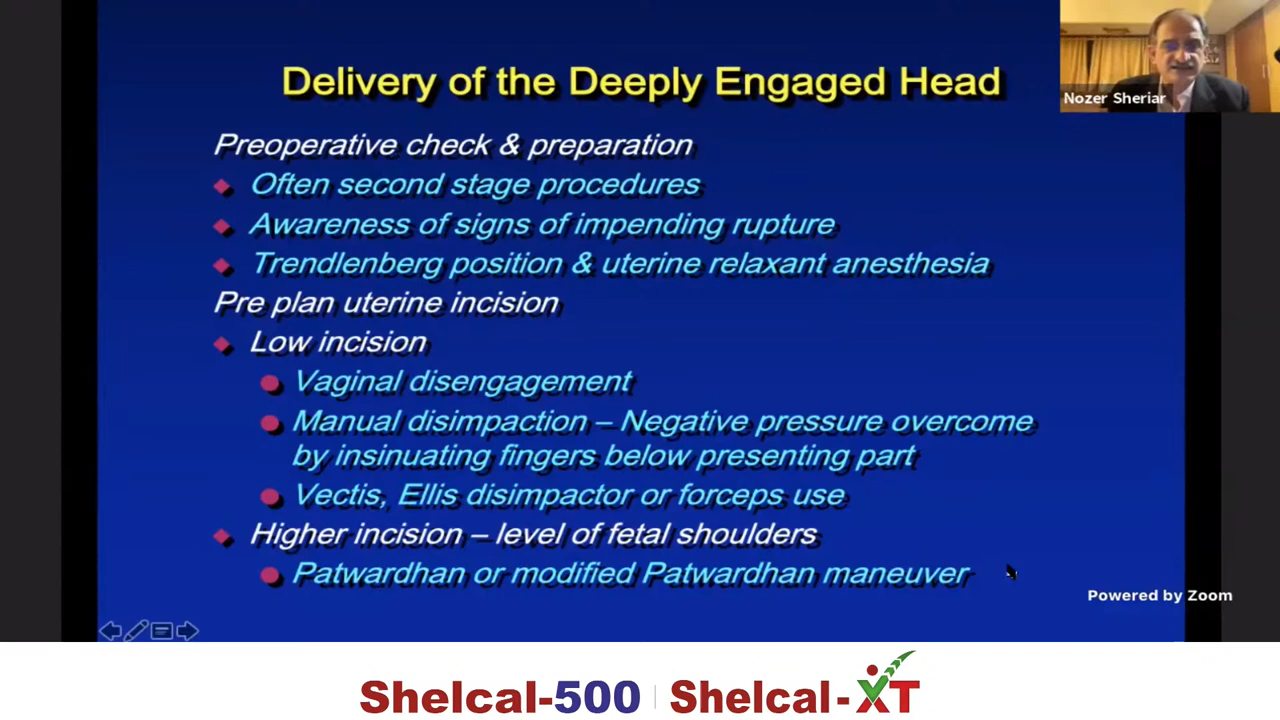 Delivery of the Deeply Engaged Head
Nozer Sheriar
Preoperative check & preparation
Often second stage procedures
Awareness of signs of impending rupture
Trendlenberg position & uterine relaxant anesthesia
Pre plan uterine incision
Low incision
Vaginal disengagement
Manual disimpaction – Negative pressure overcome
by insinuating fingers below presenting part
Vectis, Ellis disimpactor or forceps use
Higher incision – level of fetal shoulders
Patwardhan or modified Patwardhan maneuver
Powered by Zoom
Shelcal-500 | Shelcal-XT